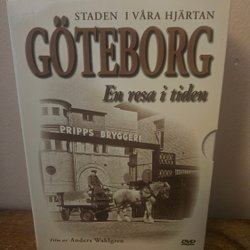 STADEN I VÅRA HJÄRTAN
GÖTEBORG
En resa i tiden
PRIPPS BRYGGERI
Film av Anders Wahlgren
DVD